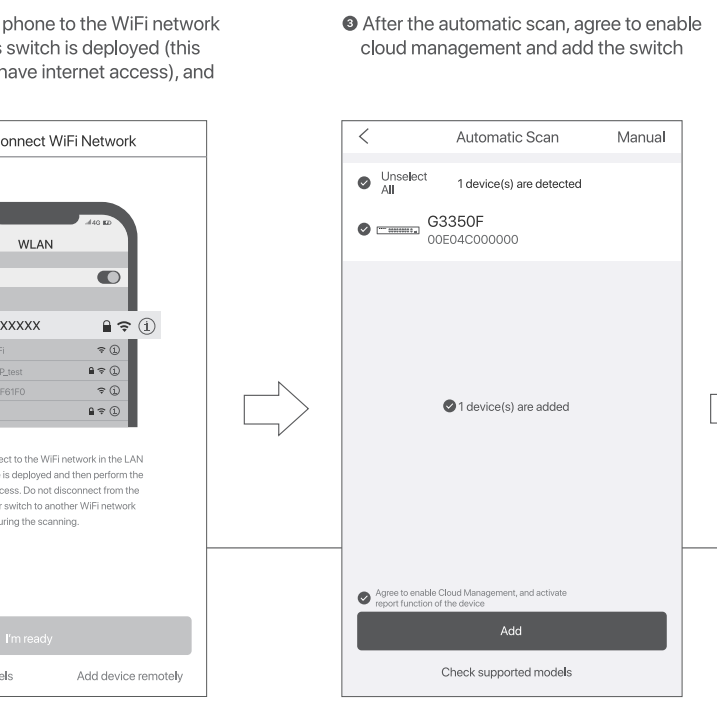 phone to the WiFi network
switch is deployed (this
have internet access), and
❸ After the automatic scan, agree to enable
cloud management and add the switch
onnect WiFi Network
4G
WLAN
XXXXX
P_test
F61F0
ect to the WiFi network in the LAN
is deployed and then perform the
cess. Do not disconnect from the
r switch to another WiFi network
uring the scanning.
I'm ready
els
Add device remotely
Automatic Scan
Manual
Unselect
All
1 device(s) are detected
G3350F
00E04C000000
1 device(s) are added
Agree to enable Cloud Management, and activate
report function of the device
Add
Check supported models